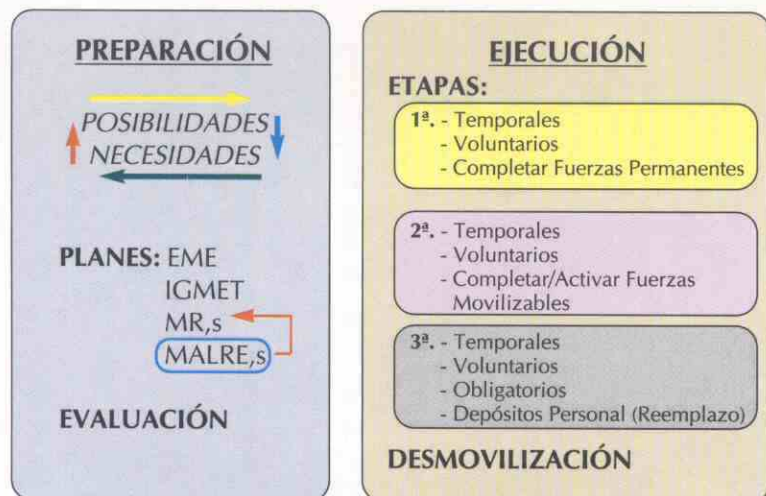 PREPARACIÓN
POSIBILIDADES
NECESIDADES
PLANES: EME
IGMET
MR,s
MALRE,s
EVALUACIÓN
EJECUCIÓN
ETAPAS:
1ª. - Temporales
- Voluntarios
- Completar Fuerzas Permanentes
2ª. - Temporales
- Voluntarios
- Completar/Activar Fuerzas
Movilizables
3ª. - Temporales
- Voluntarios
- Obligatorios
- Depósitos Personal (Reemplazo)
DESMOVILIZACIÓN